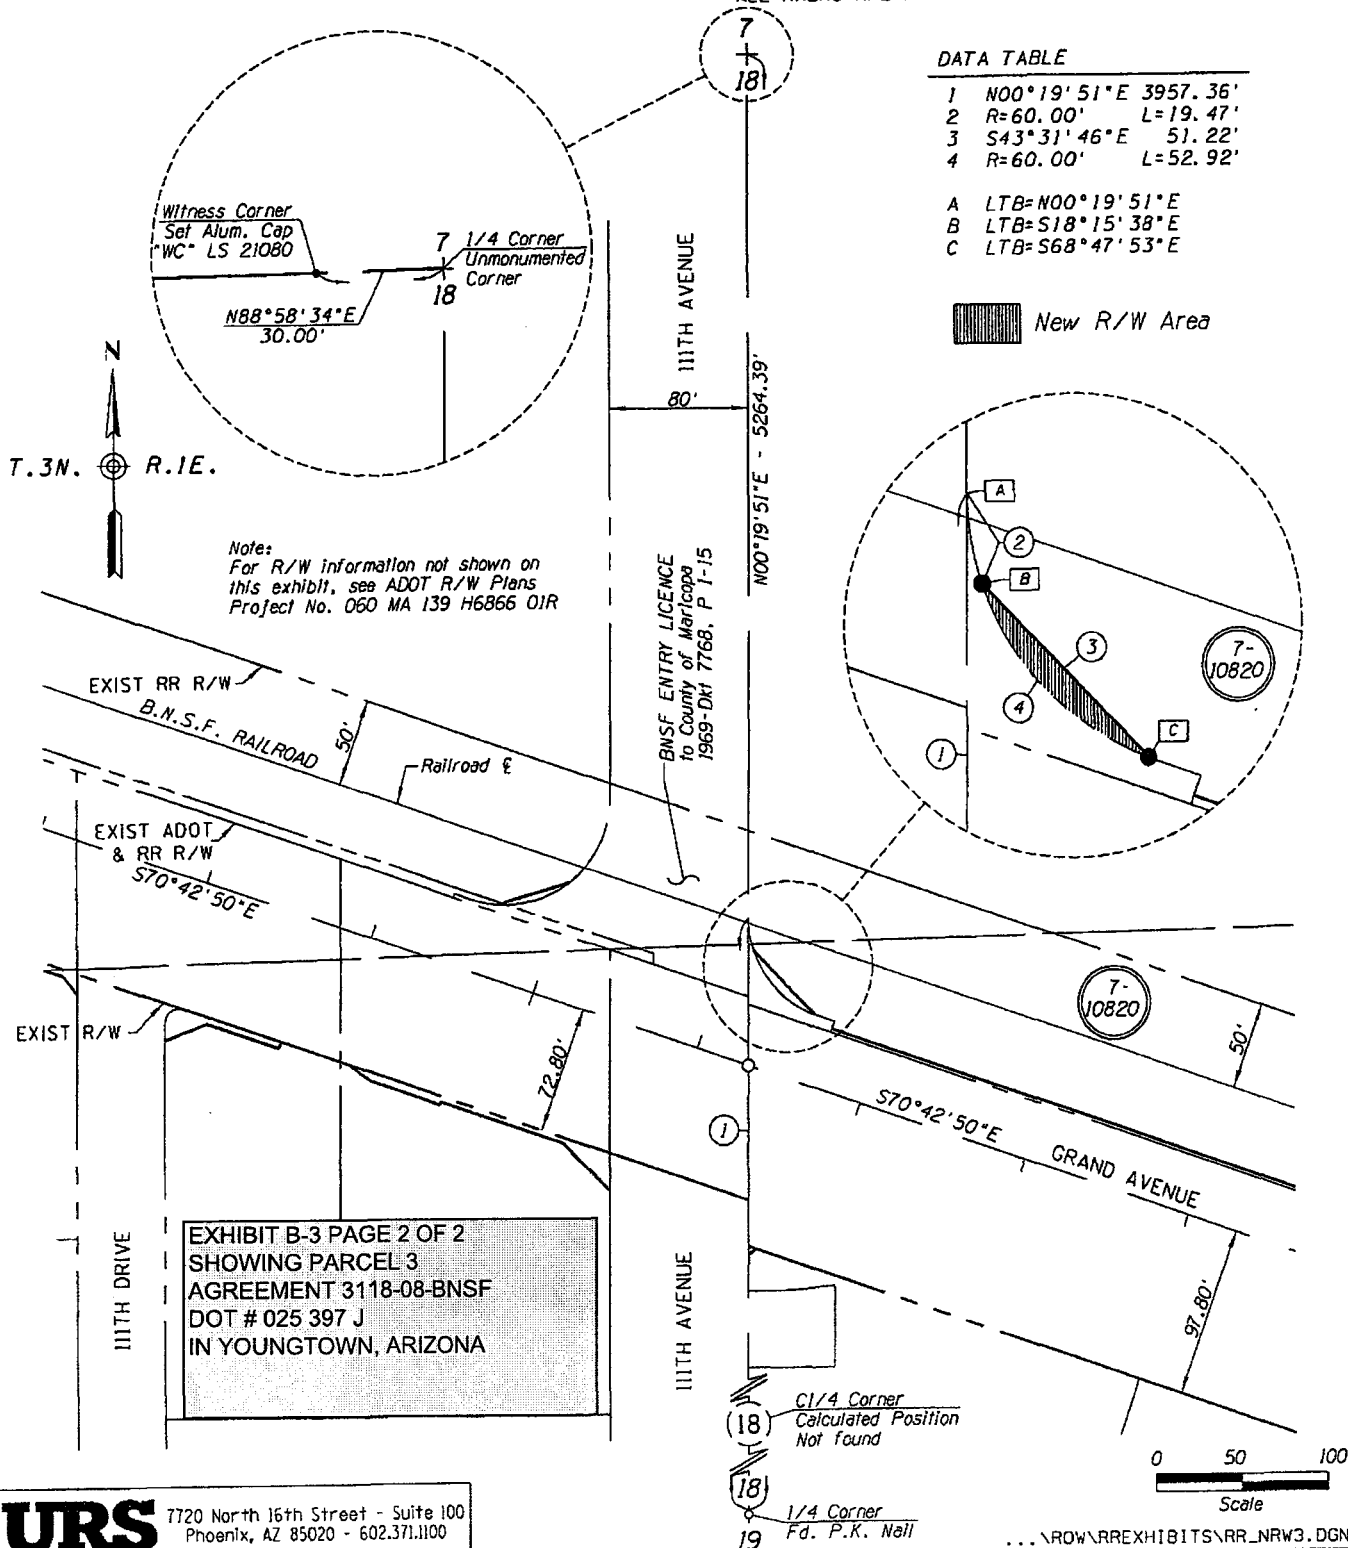 7
18
DATA TABLE
1 N00°19'51"E 3957.36'
2 R=60.00' L=19.47'
3 S43°31'46"E 51.22'
4 R=60.00' L=52.92'
A LTB=N00°19'51"E
B LTB=S18°15'38"E
C LTB=S68°47'53"E
New R/W Area
Witness Corner
Set Alum. Cap
"WC" LS 21080
7
18
1/4 Corner
Unmonumented
Corner
N88°58'34"E
30.00'
111TH AVENUE
80'
N00°19'51"E - 5264.39'
N
T.3N. R.1E.
Note:
For R/W information not shown on
this exhibit, see ADOT R/W Plans
Project No. 060 MA 139 H6866 01R
BNSF ENTRY LICENCE
to County of Maricopa
1969-Dkt 7768, P 1-15
A
2
B
3
4
C
1
7-
10820
EXIST RR R/W
B.N.S.F. RAILROAD
50'
Railroad ℄
EXIST ADOT
& RR R/W
S70°42'50"E
EXIST R/W
72.80'
7-
10820
50'
1
S70°42'50"E
GRAND AVENUE
97.80'
111TH DRIVE
EXHIBIT B-3 PAGE 2 OF 2
SHOWING PARCEL 3
AGREEMENT 3118-08-BNSF
DOT # 025 397 J
IN YOUNGTOWN, ARIZONA
111TH AVENUE
18
C1/4 Corner
Calculated Position
Not found
18
19
1/4 Corner
Fd. P.K. Nail
0 50 100
Scale
URS
7720 North 16th Street - Suite 100
Phoenix, AZ 85020 - 602.371.1100
...\ROW\RREXHIBITS\RR_NRW3.DGN